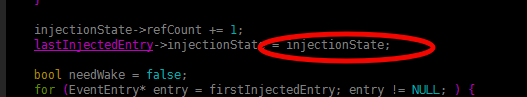 }
injectionState->refCount += 1;
lastInjectedEntry->injectionState = injectionState;
bool needWake = false;
for (EventEntry* entry = firstInjectedEntry; entry != NULL; ) {